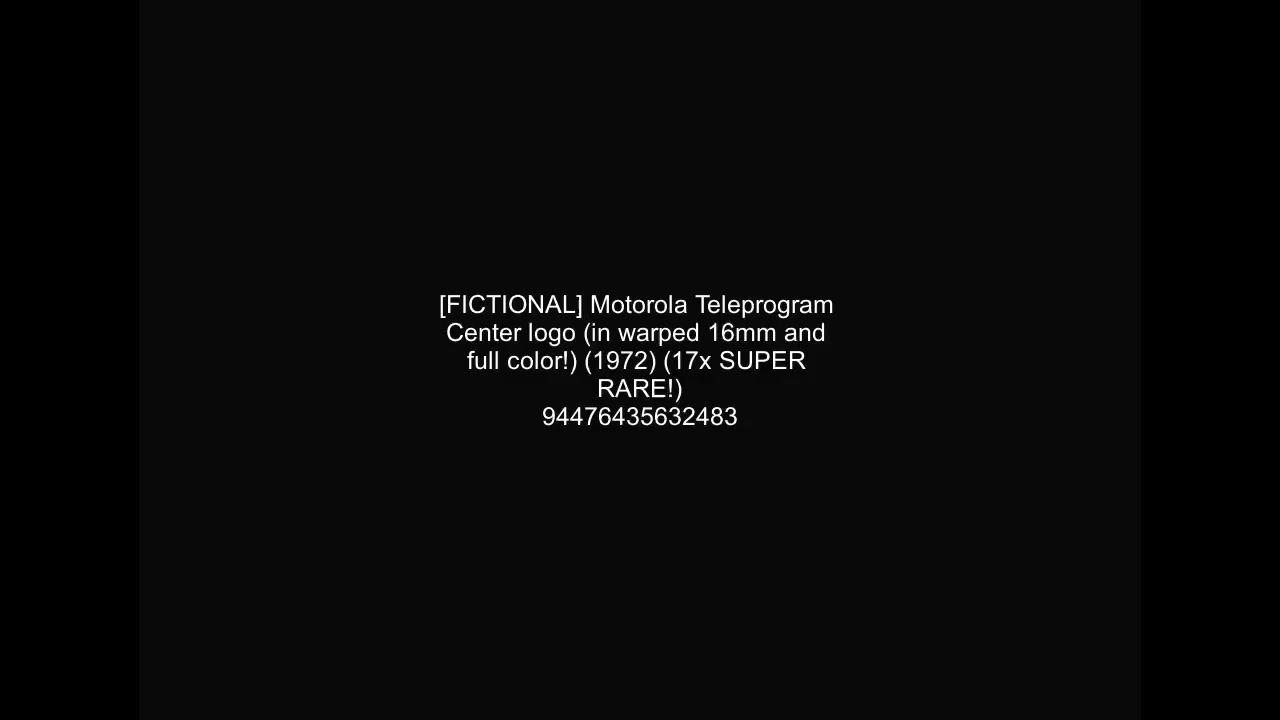 [FICTIONAL] Motorola Teleprogram
Center logo (in warped 16mm and
full color!) (1972) (17x SUPER
RARE!)
94476435632483